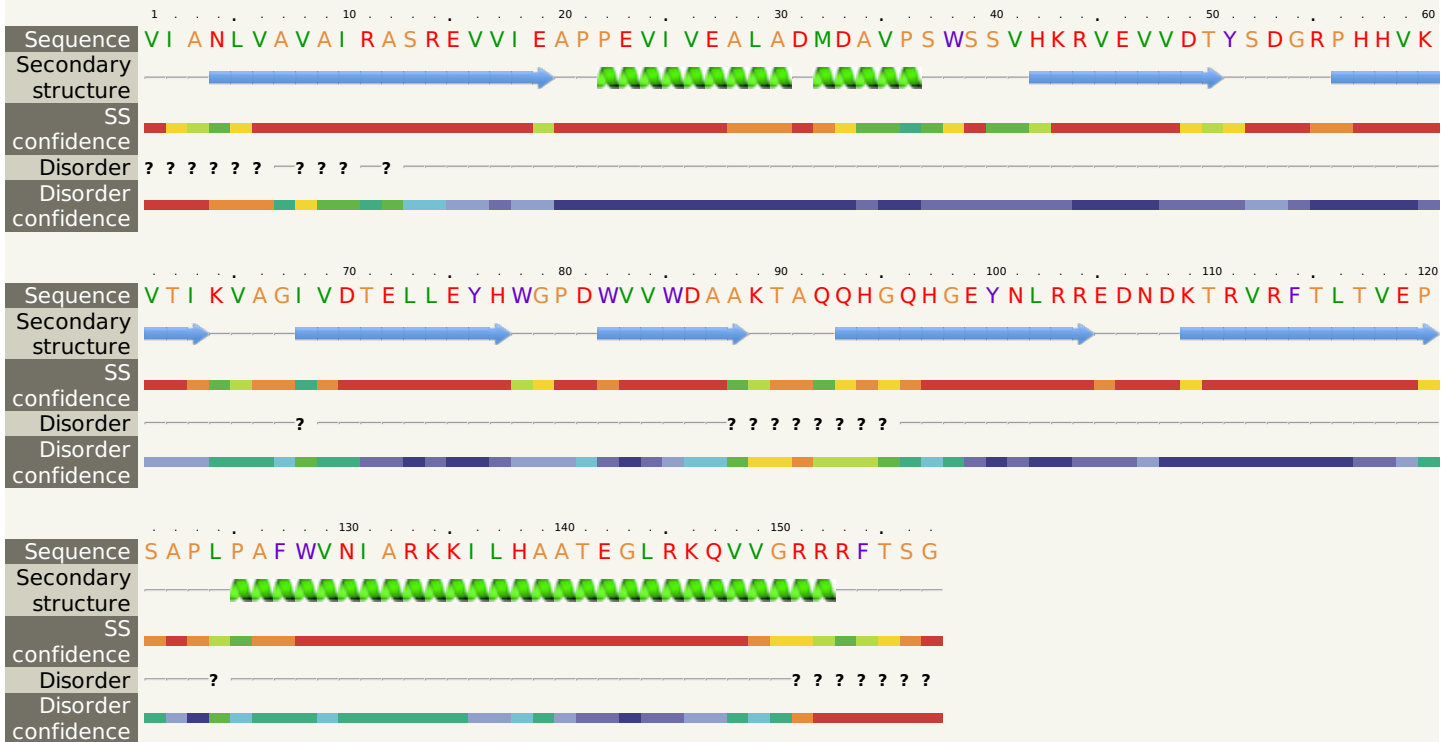 1 10 20 30 40 50 60
Sequence V I A N L V A V A I R A S R E V V I E A P P E V I V E A L A D M D A V P S W S S V H K R V E V V D T Y S D G R P H H V K
Secondary
structure
SS
confidence
Disorder ? ? ? ? ? ? ? ? ? ?
Disorder
confidence
70 80 90 100 110 120
Sequence V T I K V A G I V D T E L L E Y H W G P D W V V W D A A K T A Q Q H G Q H G E Y N L R R E D N D K T R V R F T L T V E P
Secondary
structure
SS
confidence
Disorder ? ? ? ? ? ? ? ? ?
Disorder
confidence
130 140 150
Sequence S A P L P A F W V N I A R K K I L H A A T E G L R K Q V V G R R R F T S G
Secondary
structure
SS
confidence
Disorder ? ? ? ? ? ? ? ?
Disorder
confidence